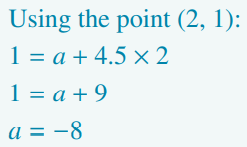 Using the point (2, 1):
1 = a + 4.5 × 2
1 = a + 9
a = −8